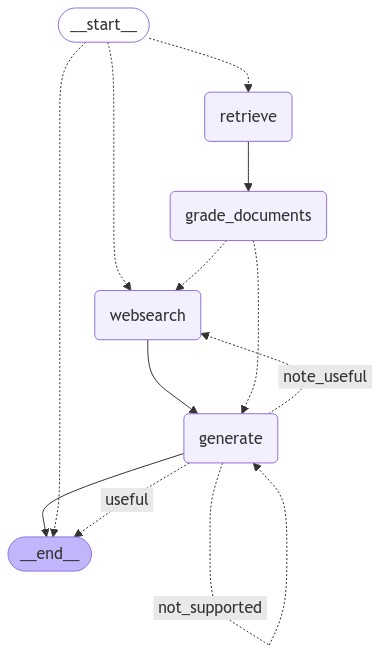 __start__
retrieve
grade_documents
websearch
note_useful
generate
useful
__end__
not_supported